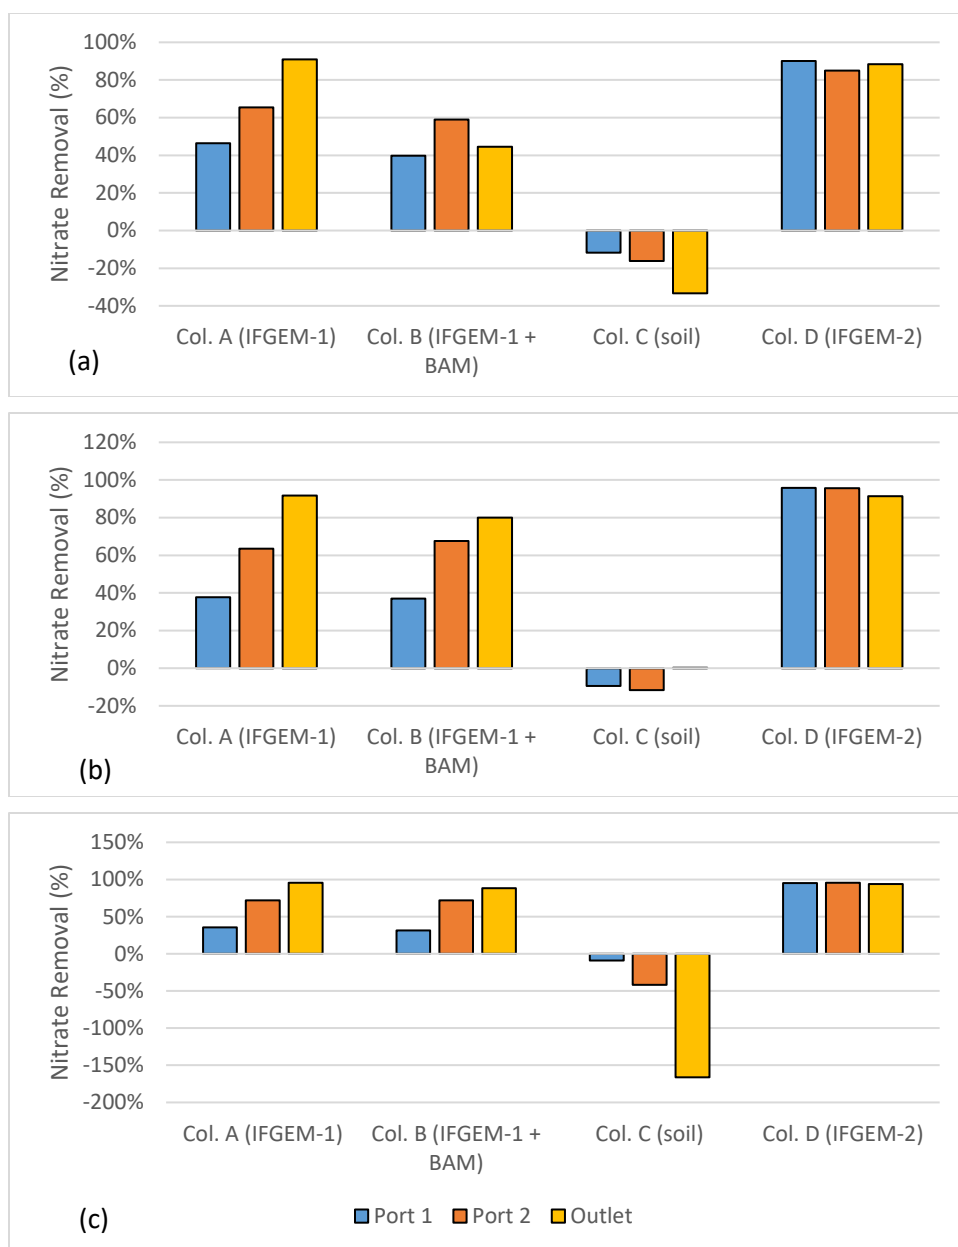 100%
80%
60%
40%
20%
0%
-20%
-40%
Nitrate Removal (%)
Col. A (IFGEM-1)
Col. B (IFGEM-1 +
BAM)
Col. C (soil)
Col. D (IFGEM-2)
(a)
120%
100%
80%
60%
40%
20%
0%
-20%
Nitrate Removal (%)
Col. A (IFGEM-1)
Col. B (IFGEM-1 +
BAM)
Col. C (soil)
Col. D (IFGEM-2)
(b)
150%
100%
50%
0%
-50%
-100%
-150%
-200%
Nitrate Removal (%)
Col. A (IFGEM-1)
Col. B (IFGEM-1 +
BAM)
Col. C (soil)
Col. D (IFGEM-2)
(c)
Port 1 Port 2 Outlet